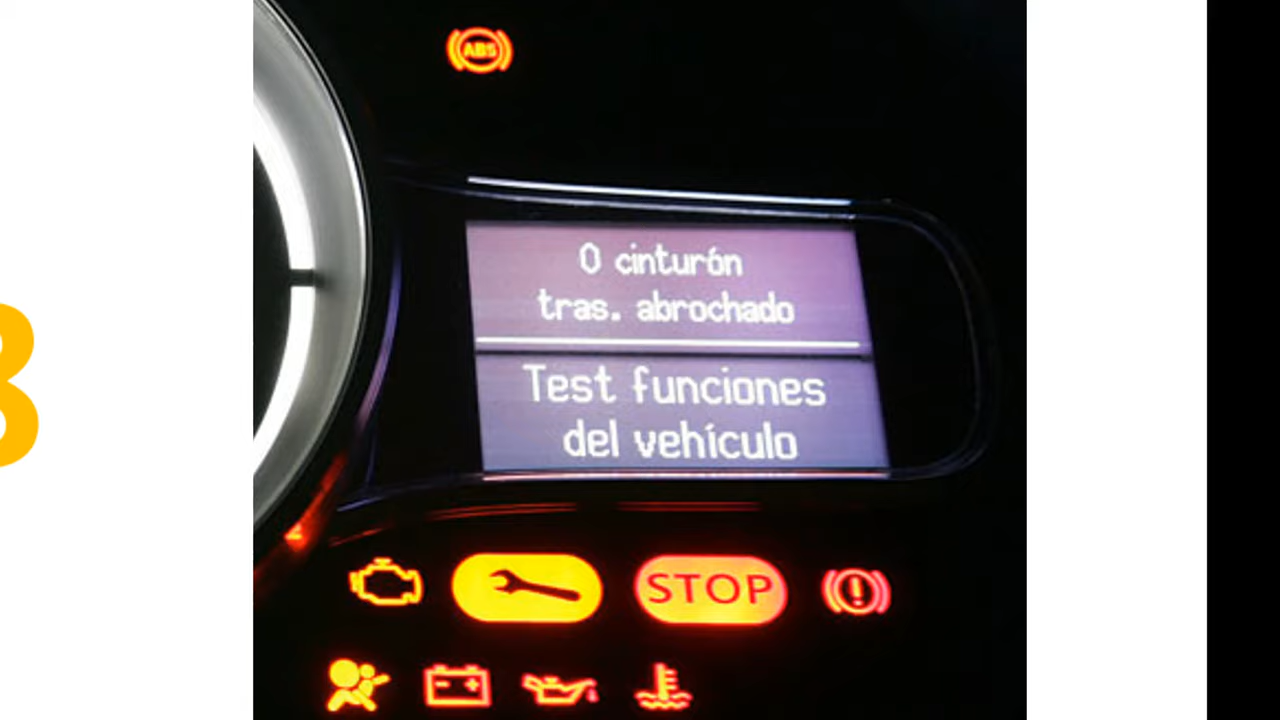 ABS
0 cinturón
tras. abrochado
Test funciones
del vehículo
STOP